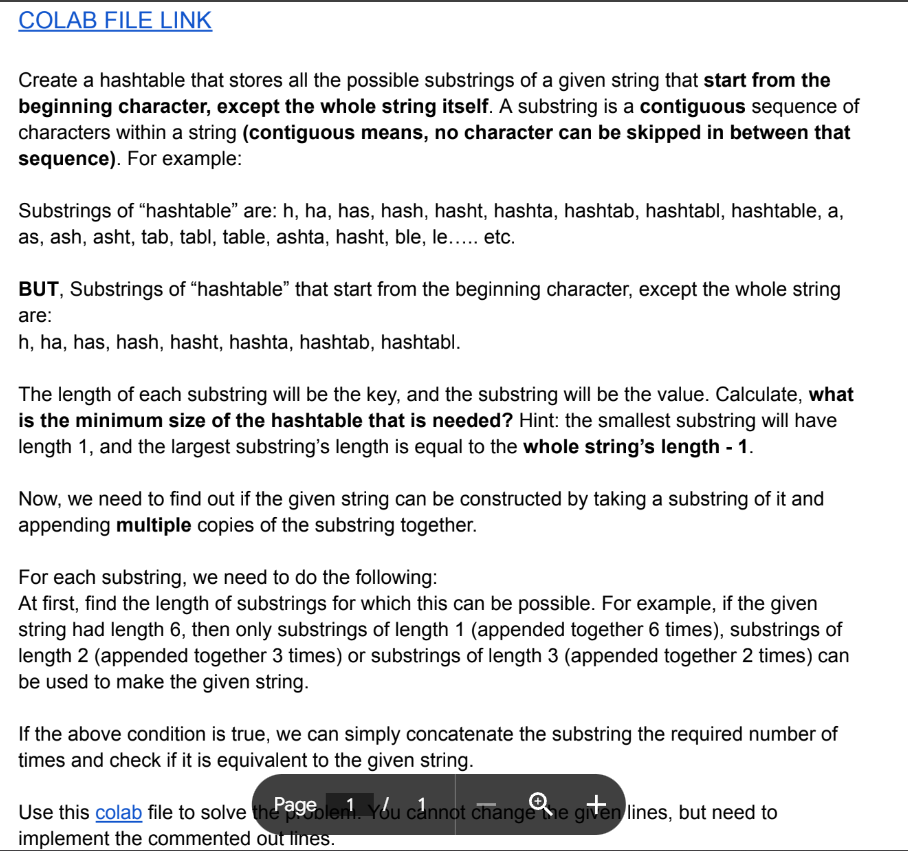 COLAB FILE LINK
Create a hashtable that stores all the possible substrings of a given string that start from the
beginning character, except the whole string itself. A substring is a contiguous sequence of
characters within a string (contiguous means, no character can be skipped in between that
sequence). For example:
Substrings of “hashtable” are: h, ha, has, hash, hasht, hashta, hashtab, hashtabl, hashtable, a,
as, ash, asht, tab, tabl, table, ashta, hasht, ble, le….. etc.
BUT, Substrings of “hashtable” that start from the beginning character, except the whole string
are:
h, ha, has, hash, hasht, hashta, hashtab, hashtabl.
The length of each substring will be the key, and the substring will be the value. Calculate, what
is the minimum size of the hashtable that is needed? Hint: the smallest substring will have
length 1, and the largest substring’s length is equal to the whole string’s length - 1.
Now, we need to find out if the given string can be constructed by taking a substring of it and
appending multiple copies of the substring together.
For each substring, we need to do the following:
At first, find the length of substrings for which this can be possible. For example, if the given
string had length 6, then only substrings of length 1 (appended together 6 times), substrings of
length 2 (appended together 3 times) or substrings of length 3 (appended together 2 times) can
be used to make the given string.
If the above condition is true, we can simply concatenate the substring the required number of
times and check if it is equivalent to the given string.
Use this colab file to solve the problem. You cannot change the given lines, but need to
Page 1 / 1
implement the commented out lines.